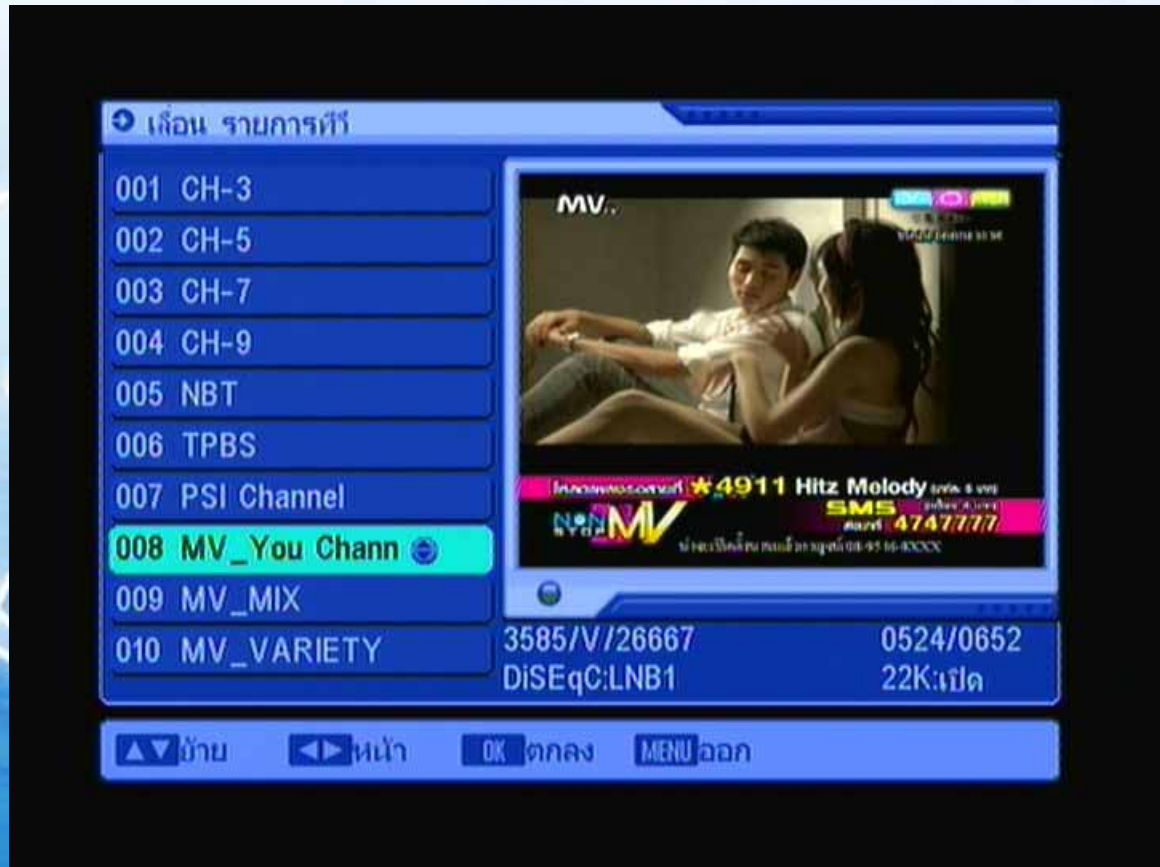 เลื่อน รายการทีวี
001 CH-3
002 CH-5
003 CH-7
004 CH-9
005 NBT
006 TPBS
007 PSI Channel
008 MV_You Chann
009 MV_MIX
010 MV_VARIETY
MV..
*4911 Hitz Melody
SMS
4747777
NON STOP MV
3585/V/26667 0524/0652
DiSEqC:LNB1 22K:เปิด
ย้าย หน้า OK ตกลง MENU ออก